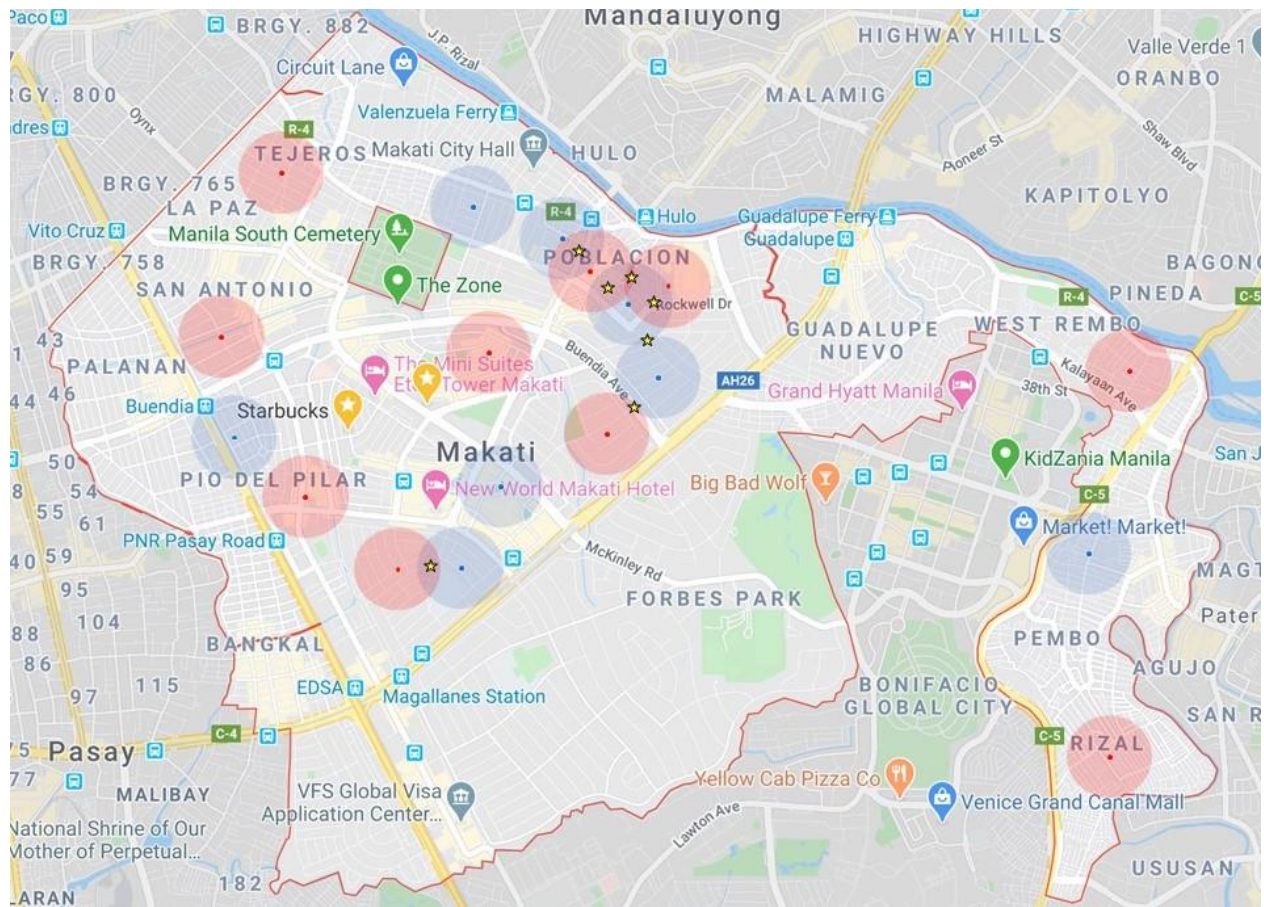 Paco
BRGY. 882
Mandaluyong
J.P. Rizal
HIGHWAY HILLS
Valle Verde 1
Circuit Lane
ORANBO
RGY. 800
MALAMIG
Oynx
Valenzuela Ferry
Shaw Blvd
dres
R-4
Pioneer St
TEJEROS
Makati City Hall
HULO
BRGY. 765
KAPITOLYO
LA PAZ
R-4
Hulo
Guadalupe Ferry
Vito Cruz
Manila South Cemetery
Guadalupe
POBLACION
BRGY. 758
BAGONG
The Zone
SAN ANTONIO
PINEDA
R-4
C-5
Rockwell Dr
GUADALUPE
NUEVO
WEST REMBO
43
1
PALANAN
The Mini Suites
Eton Tower Makati
Buendia Ave.
Kalayaan Ave
38th St
46
AH26
Grand Hyatt Manila
44
Buendia
Starbucks
Makati
50
KidZania Manila
San J
PIO DEL PILAR
New World Makati Hotel
Big Bad Wolf
8
54
C-5
55
61
Market! Market!
PNR Pasay Road
McKinley Rd
40
59
MAGT
95
FORBES PARK
104
Pater
88
PEMBO
BANGKAL
86
AGUJO
115
EDSA
Magallanes Station
BONIFACIO
GLOBAL CITY
97
SAN R
C-4
C-5
RIZAL
75
Pasay
77
Yellow Cab Pizza Co
MALIBAY
VFS Global Visa
Application Center...
Venice Grand Canal Mall
Lawton Ave
National Shrine of Our
Mother of Perpetual...
182
USUSAN
LARAN